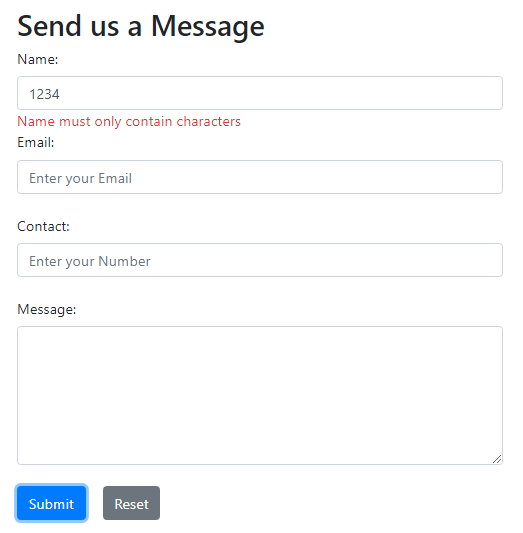 Send us a Message
Name:
1234
Name must only contain characters
Email:
Enter your Email
Contact:
Enter your Number
Message:
Submit Reset